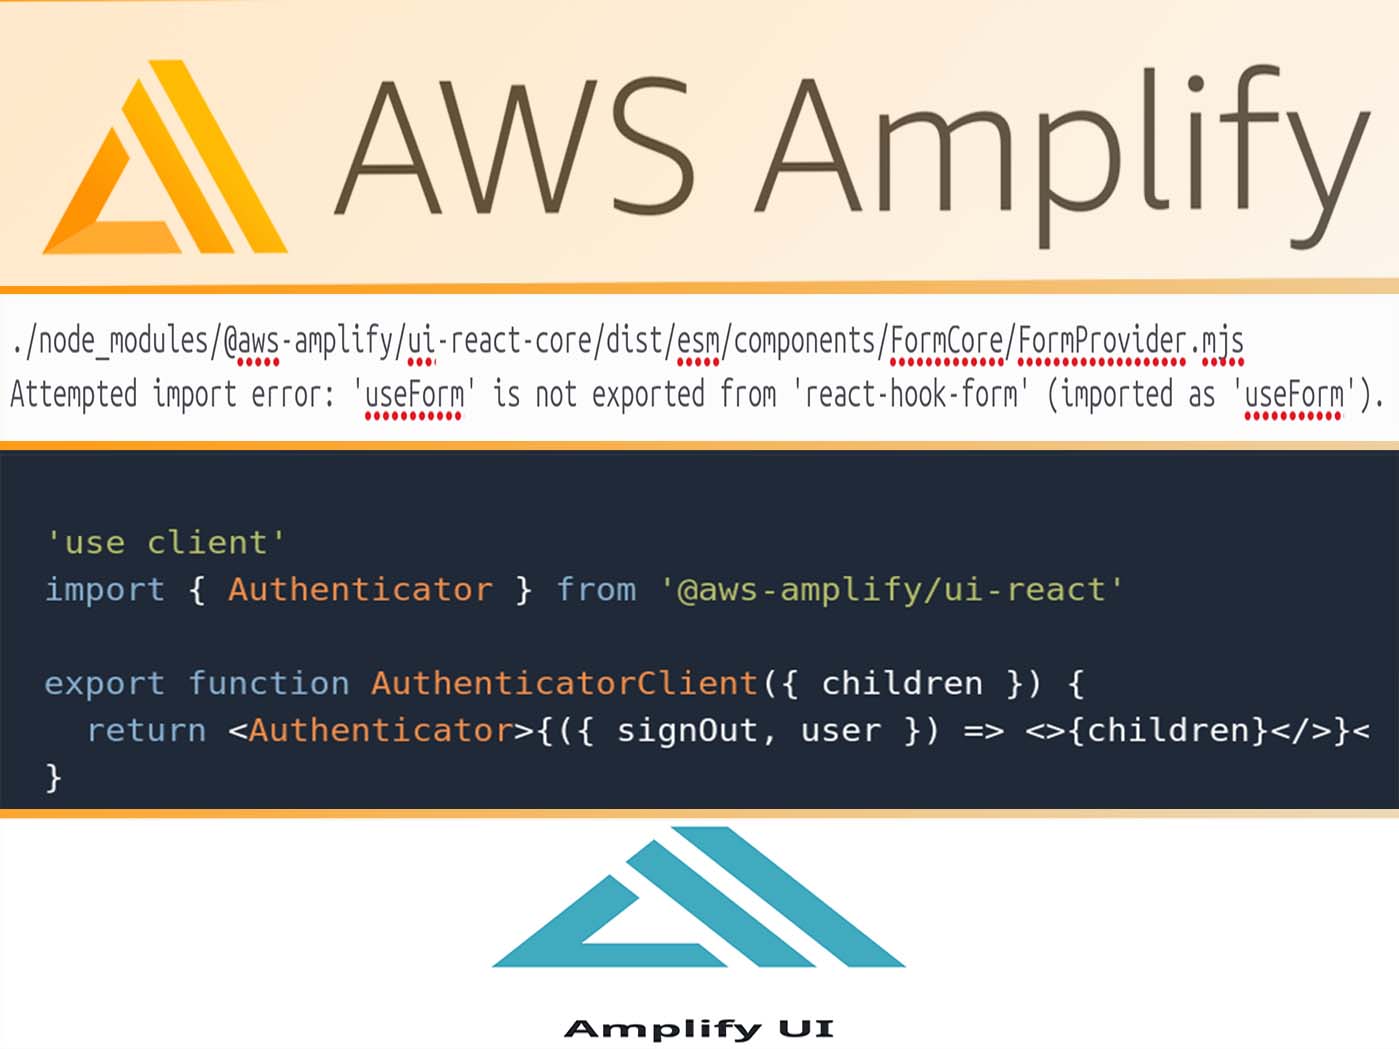 AWS Amplify
./node_modules/@aws-amplify/ui-react-core/dist/esm/components/FormCore/FormProvider.mjs
Attempted import error: 'useForm' is not exported from 'react-hook-form' (imported as 'useForm').
'use client'
import { Authenticator } from '@aws-amplify/ui-react'
export function AuthenticatorClient({ children }) {
  return <Authenticator>{({ signOut, user }) => <>{children}</>}<
}
Amplify UI